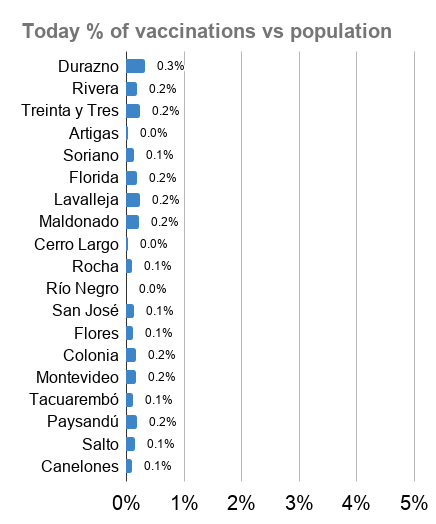 Today % of vaccinations vs population
Durazno 0.3%
Rivera 0.2%
Treinta y Tres 0.2%
Artigas 0.0%
Soriano 0.1%
Florida 0.2%
Lavalleja 0.2%
Maldonado 0.2%
Cerro Largo 0.0%
Rocha 0.1%
Río Negro 0.0%
San José 0.1%
Flores 0.1%
Colonia 0.2%
Montevideo 0.2%
Tacuarembó 0.1%
Paysandú 0.2%
Salto 0.1%
Canelones 0.1%
0% 1% 2% 3% 4% 5%